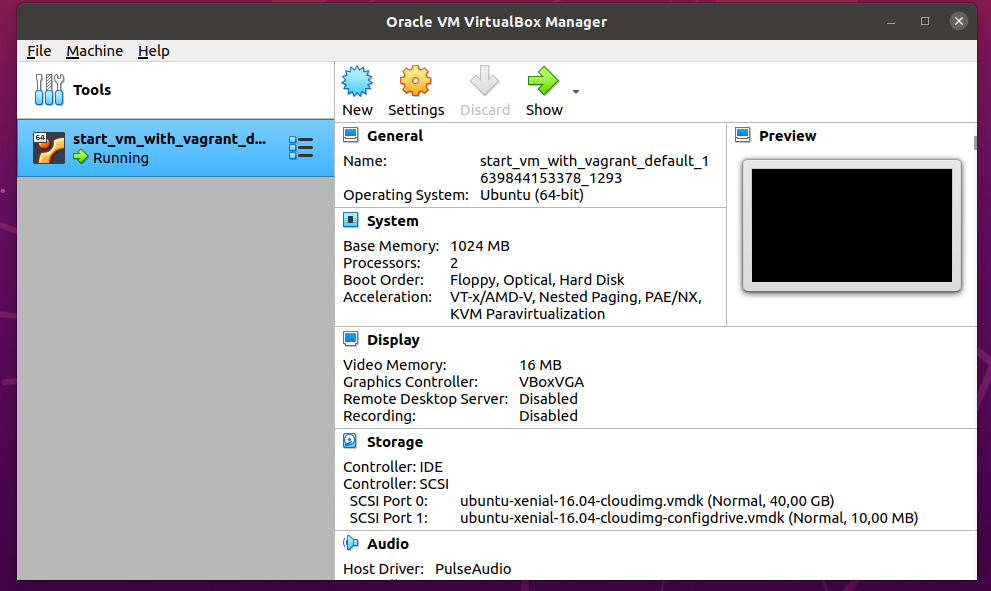 Oracle VM VirtualBox Manager
File Machine Help
Tools
New Settings Discard Show
64 start_vm_with_vagrant_d...
Running
General
Name: start_vm_with_vagrant_default_1
639844153378_1293
Operating System: Ubuntu (64-bit)
Preview
System
Base Memory: 1024 MB
Processors: 2
Boot Order: Floppy, Optical, Hard Disk
Acceleration: VT-x/AMD-V, Nested Paging, PAE/NX,
KVM Paravirtualization
Display
Video Memory: 16 MB
Graphics Controller: VBoxVGA
Remote Desktop Server: Disabled
Recording: Disabled
Storage
Controller: IDE
Controller: SCSI
SCSI Port 0: ubuntu-xenial-16.04-cloudimg.vmdk (Normal, 40,00 GB)
SCSI Port 1: ubuntu-xenial-16.04-cloudimg-configdrive.vmdk (Normal, 10,00 MB)
Audio
Host Driver: PulseAudio